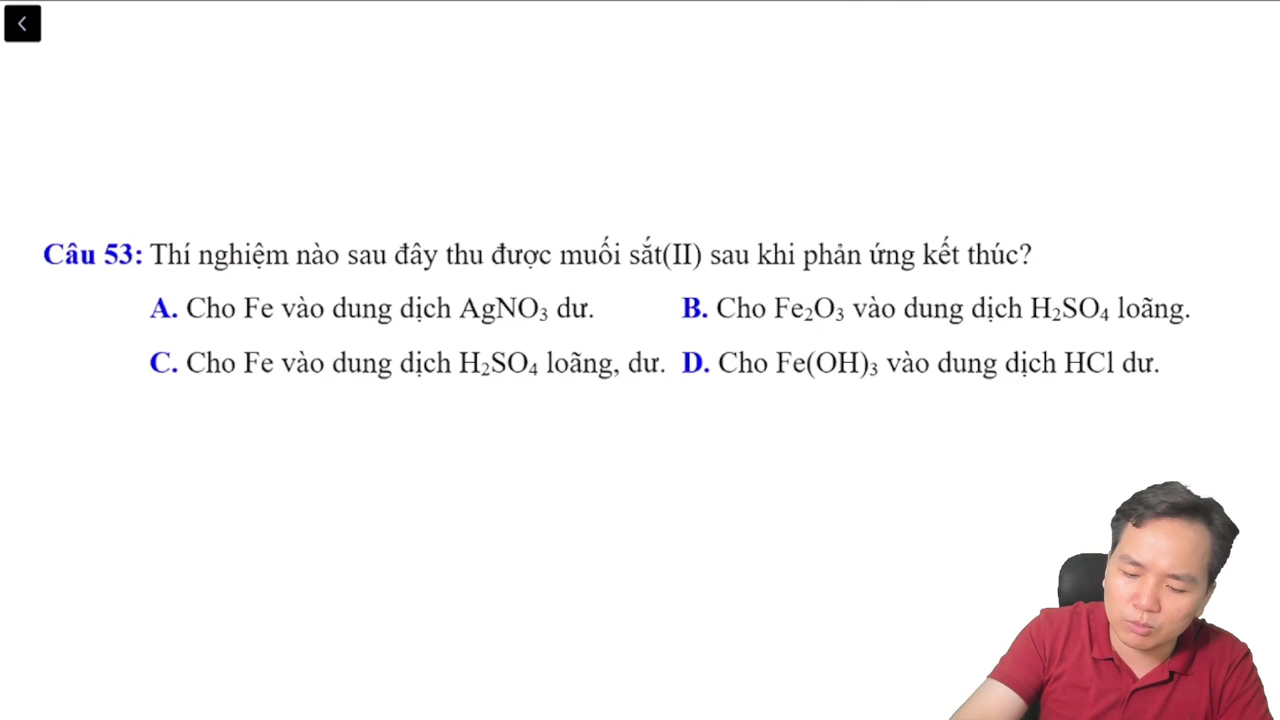 Câu 53: Thí nghiệm nào sau đây thu được muối sắt(II) sau khi phản ứng kết thúc?
A. Cho Fe vào dung dịch AgNO₃ dư. B. Cho Fe₂O₃ vào dung dịch H₂SO₄ loãng.
C. Cho Fe vào dung dịch H₂SO₄ loãng, dư. D. Cho Fe(OH)₃ vào dung dịch HCl dư.